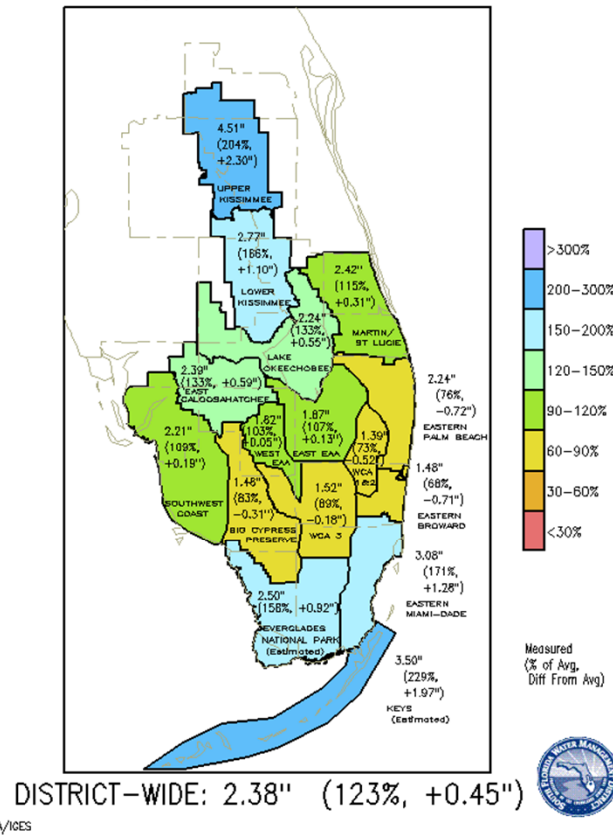 4.51"
(204%,
+2.30")
UPPER
KISSIMMEE
2.77"
(166%,
+1.10")
LOWER
KISSIMMEE
2.42"
(115%,
+0.31")
MARTIN/
ST LUCIE
2.24"
(133%,
+0.55")
LAKE
OKEECHOBEE
2.39"
(133%, +0.59")
EAST
CALOOSAHATCHEE
2.21"
(109%,
+0.19")
SOUTHWEST
COAST
1.62"
(103%,
+0.05")
WEST
EAA
1.87"
(107%,
+0.13")
EAST EAA
1.39"
(73%,
-0.52")
WCA
1&2
2.24"
(76%,
-0.72")
EASTERN
PALM BEACH
1.48"
(68%,
-0.71")
EASTERN
BROWARD
1.46"
(83%,
-0.31")
BIG CYPRESS
PRESERVE
1.52"
(89%,
-0.18")
WCA 3
3.08"
(171%,
+1.28")
EASTERN
MIAMI-DADE
2.50"
(158%, +0.92")
EVERGLADES
NATIONAL PARK
(Estimated)
3.50"
(229%,
+1.97")
KEYS
(Estimated)
>300%
200-300%
150-200%
120-150%
90-120%
60-90%
30-60%
<30%
Measured
(% of Avg,
Diff From Avg)
SOUTH FLORIDA WATER MANAGEMENT DISTRICT
DISTRICT-WIDE: 2.38" (123%, +0.45")
/IGES